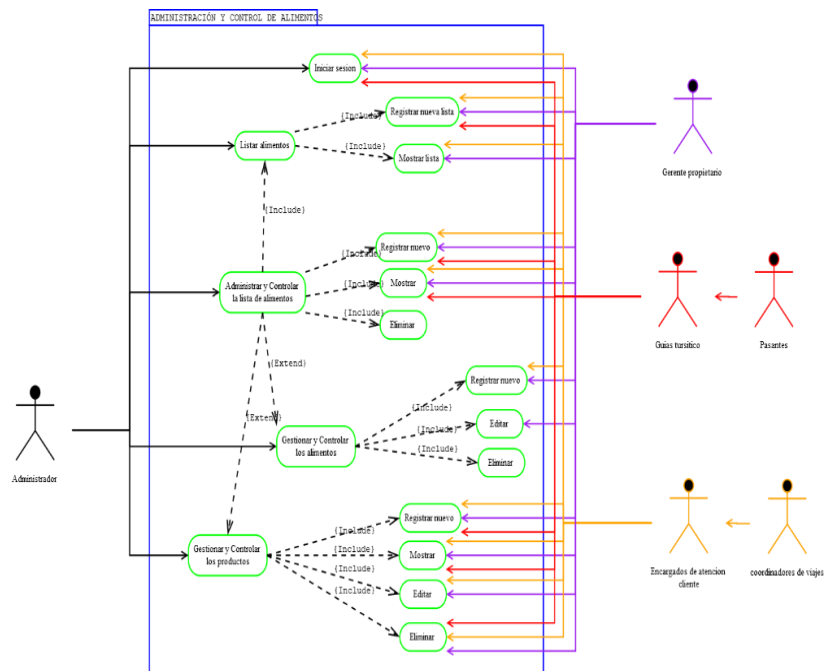 ADMINISTRACIÓN Y CONTROL DE ALIMENTOS
Iniciar sesion
{Include}
Registrar nueva lista
Listar alimentos
{Include}
Mostrar lista
Gerente propietario
{Include}
Registrar nuevo
{Include}
Administrar y Controlar
la lista de alimentos
{Include}
Mostrar
{Include}
Eliminar
Guias tursitico
Pasantes
{Extend}
Registrar nuevo
{Include}
{Extend}
Gestionar y Controlar
los alimentos
{Include}
Editar
{Include}
Eliminar
Administrador
Registrar nuevo
{Include}
Gestionar y Controlar
los productos
{Include}
Mostrar
{Include}
Editar
{Include}
Eliminar
Encargados de atencion
cliente
coordinadores de viajes